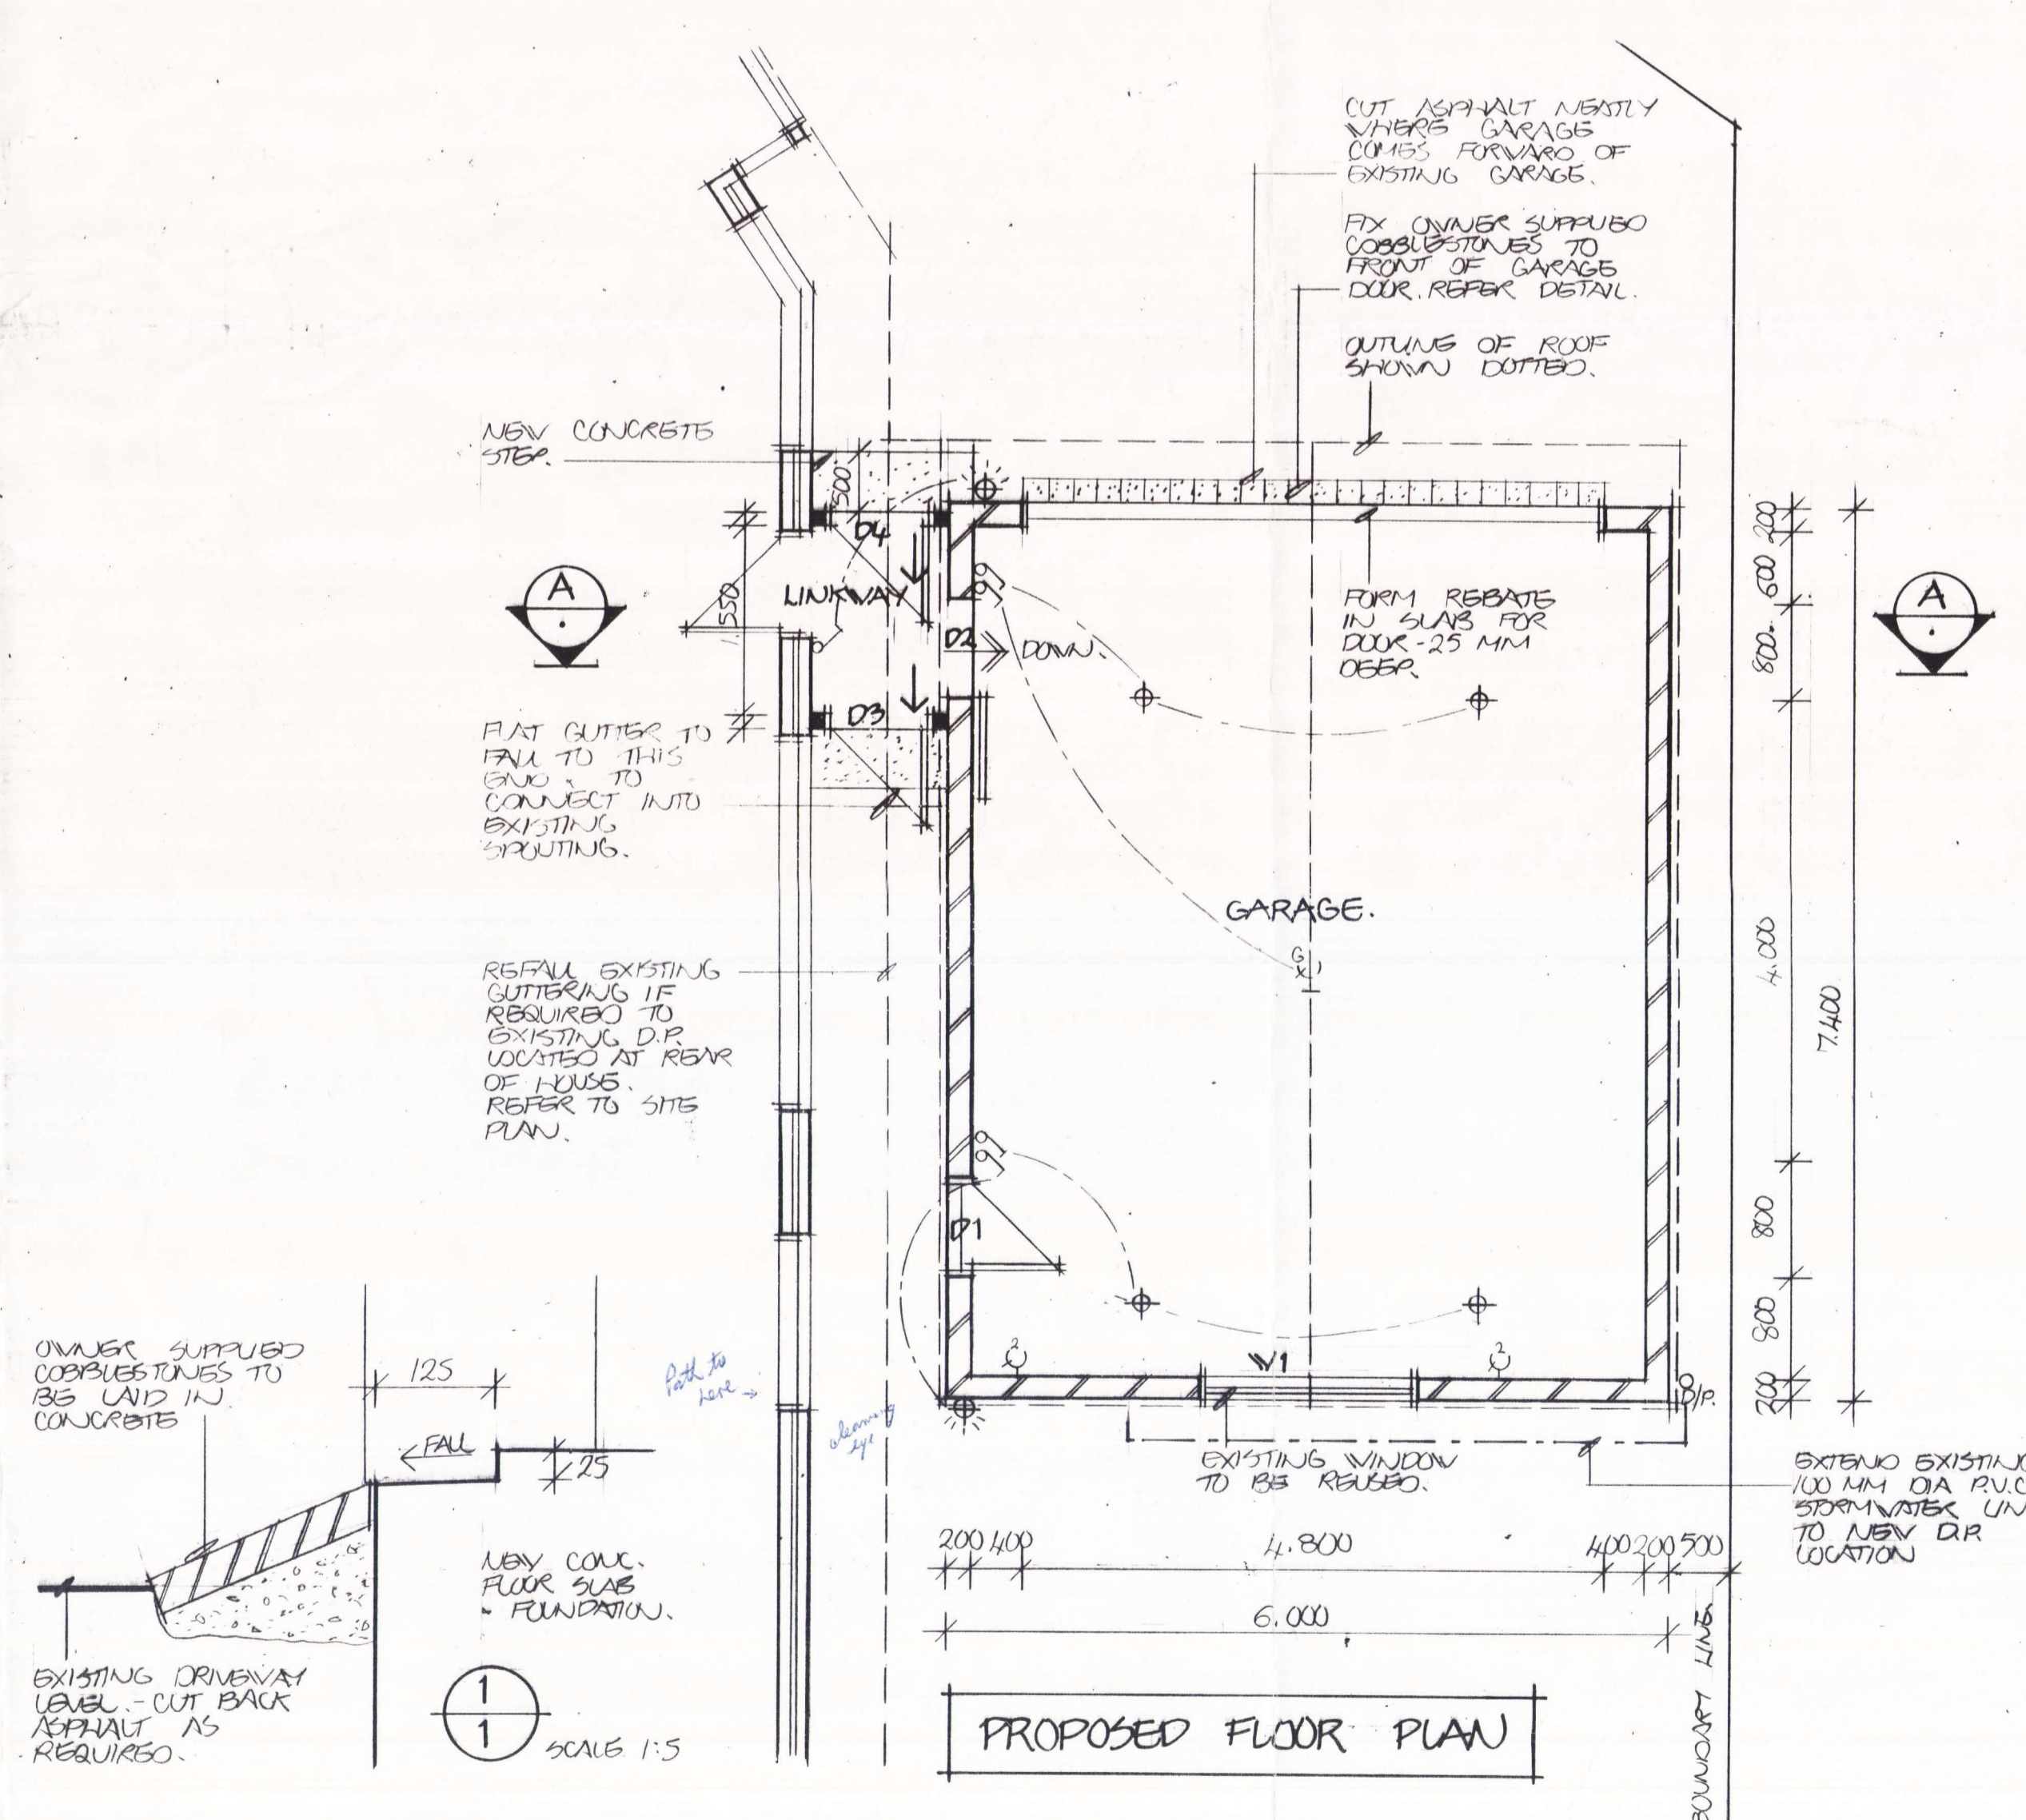 CUT ASPHALT NEATLY
WHERE GARAGE
COMES FORWARD OF
EXISTING GARAGE.
FIX OWNER SUPPLIED
COBBLESTONES TO
FRONT OF GARAGE
DOOR. REFER DETAIL.
OUTLINE OF ROOF
SHOWN DOTTED.
NEW CONCRETE
STEP.
500
D4
A
LINKWAY
1550
D2
DOWN.
D3
FORM REBATE
IN SLAB FOR
DOOR - 25 MM
DEEP.
A
200
600
800
4.000
7.400
800
800
200
FLAT GUTTER TO
FALL TO THIS
END & TO
CONNECT INTO
EXISTING
SPOUTING.
GARAGE.
REFALL EXISTING
GUTTERING IF
REQUIRED TO
EXISTING D.P.
LOCATED AT REAR
OF HOUSE.
REFER TO SITE
PLAN.
D1
2
W1
2
D/P.
Path to
here
cleaning
eye
EXISTING WINDOW
TO BE REUSED.
EXTEND EXISTING
100 MM DIA P.V.C
STORMWATER LIN
TO NEW D.P.
LOCATION
OWNER SUPPLIED
COBBLESTONES TO
BE LAID IN
CONCRETE
125
FALL
25
NEW CONC.
FLOOR SLAB
& FOUNDATION.
EXISTING DRIVEWAY
LEVEL. - CUT BACK
ASPHALT AS
REQUIRED.
1
1
SCALE 1:5
200 400 4.800 400 200 500
6.000
BOUNDARY LINE.
PROPOSED FLOOR PLAN